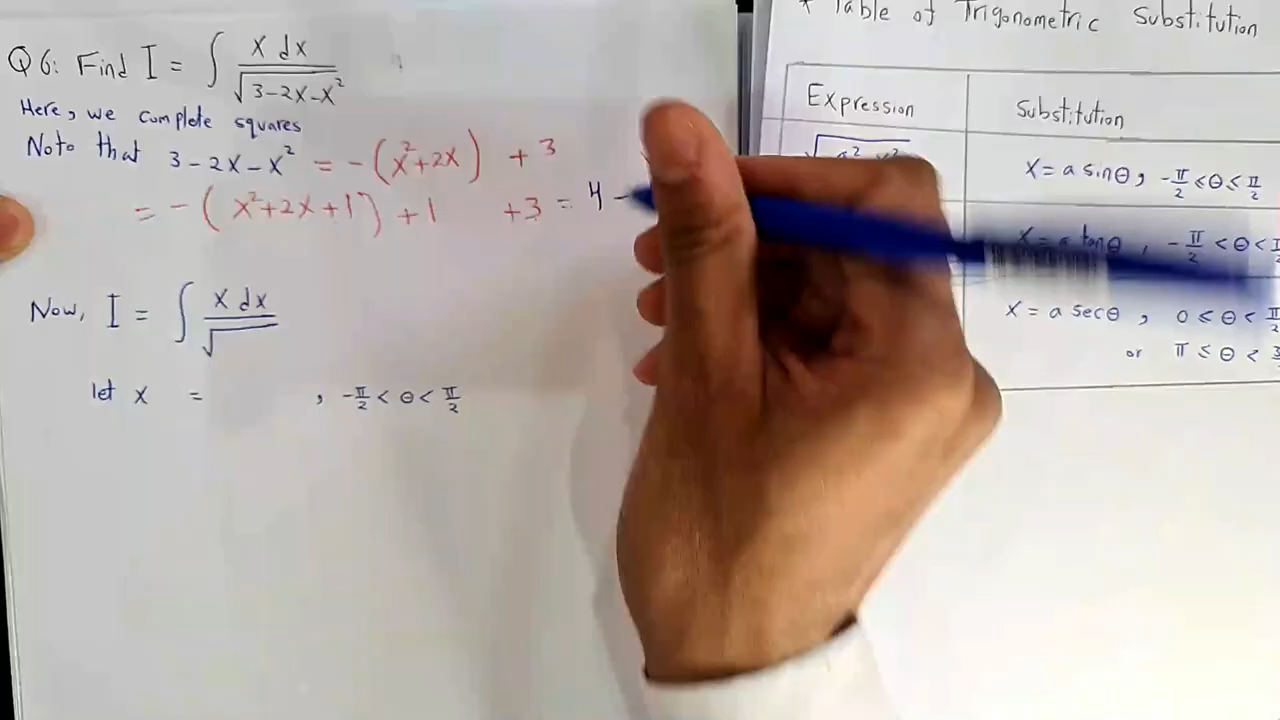 Q6: Find I = ∫ x dx / √(3-2x-x²)
Here, we complete squares
Note that 3-2x-x² = -(x²+2x) +3
= -(x²+2x+1) +1 +3 = 4 -
Now, I = ∫ x dx / √
let x = , -π/2 < θ < π/2
* Table of Trigonometric Substitution
Expression Substitution
x = a sinθ, -π/2 ≤ θ ≤ π/2
x = a tanθ, -π/2 < θ <
x = a secθ, 0 ≤ θ <
or π ≤ θ <